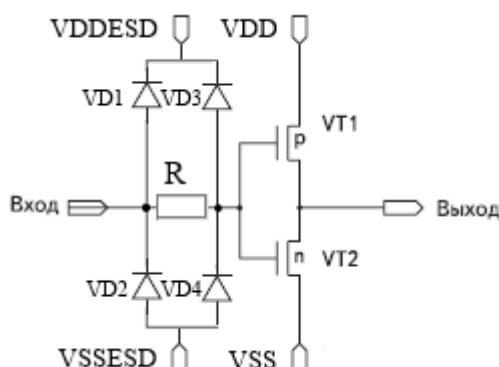 VDDESD VDD
VD1 VD3
VT1
p
R
Вход
Выход
n
VT2
VD2 VD4
VSSESD VSS